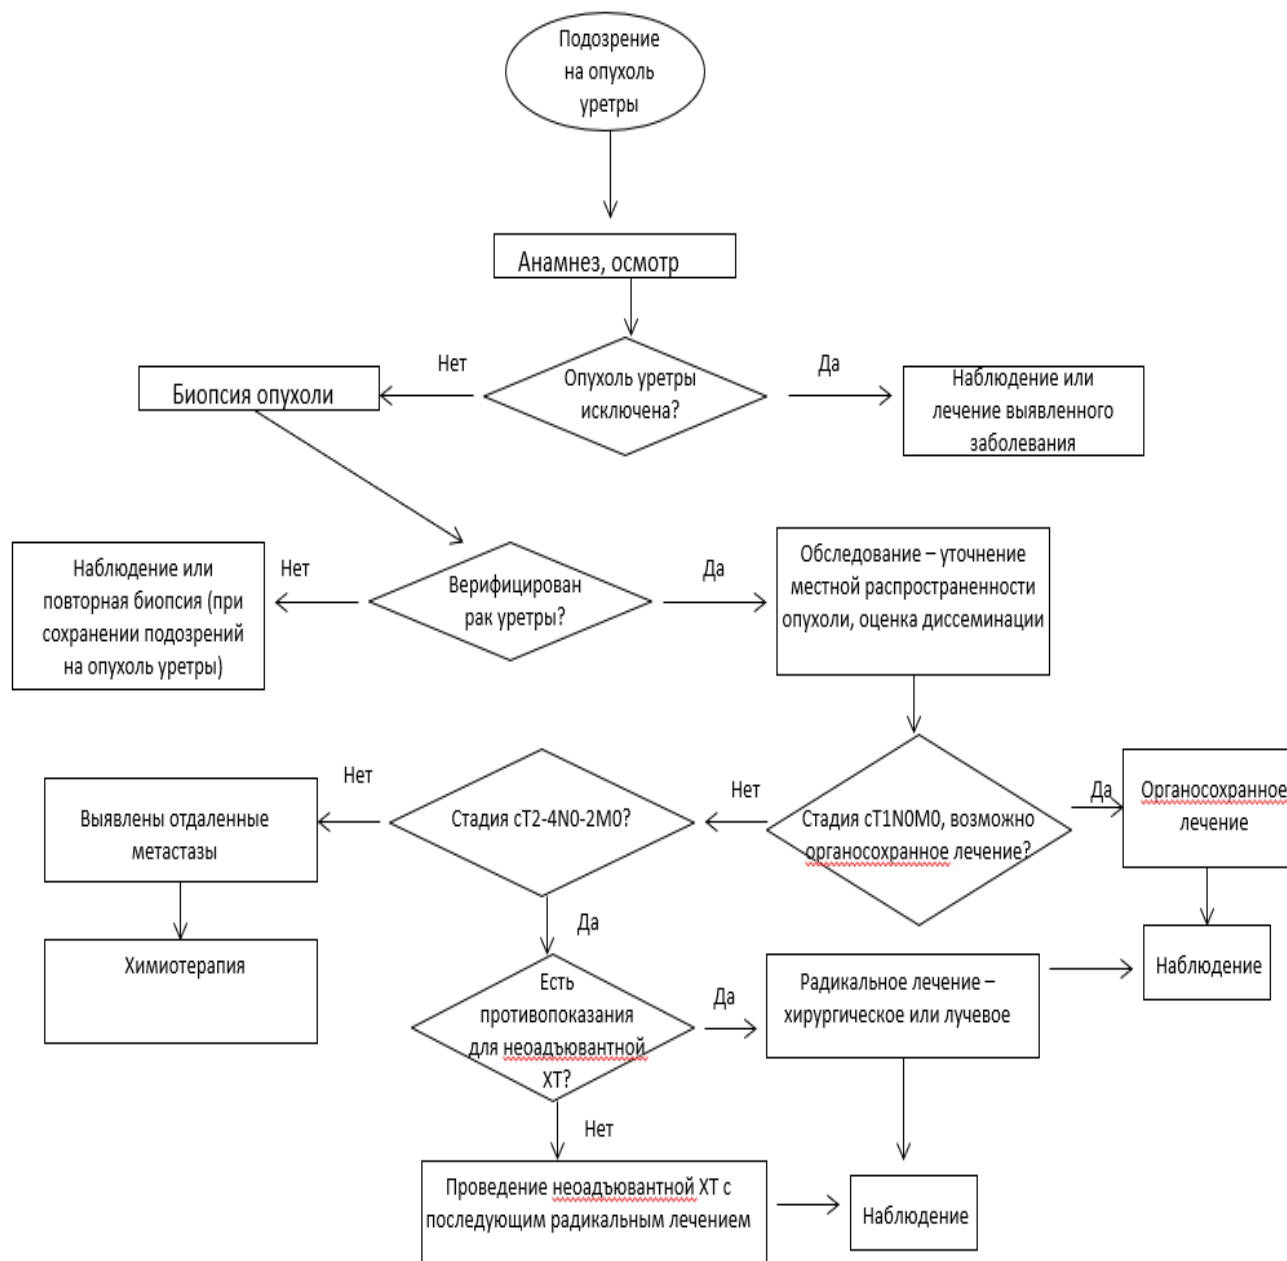 Подозрение
на опухоль
уретры
Анамнез, осмотр
Нет
Опухоль уретры
исключена?
Да
Биопсия опухоли
Наблюдение или
лечение выявленного
заболевания
Наблюдение или
повторная биопсия (при
сохранении подозрений
на опухоль уретры)
Нет
Верифицирован
рак уретры?
Да
Обследование – уточнение
местной распространенности
опухоли, оценка диссеминации
Выявлены отдаленные
метастазы
Нет
Стадия cT2-4N0-2M0?
Нет
Стадия cT1N0M0, возможно
органосохранное лечение?
Да
Органосохранное
лечение
Химиотерапия
Да
Есть
противопоказания
для неоадъювантной
ХТ?
Да
Радикальное лечение –
хирургическое или лучевое
Наблюдение
Нет
Проведение неоадъювантной ХТ с
последующим радикальным лечением
Наблюдение